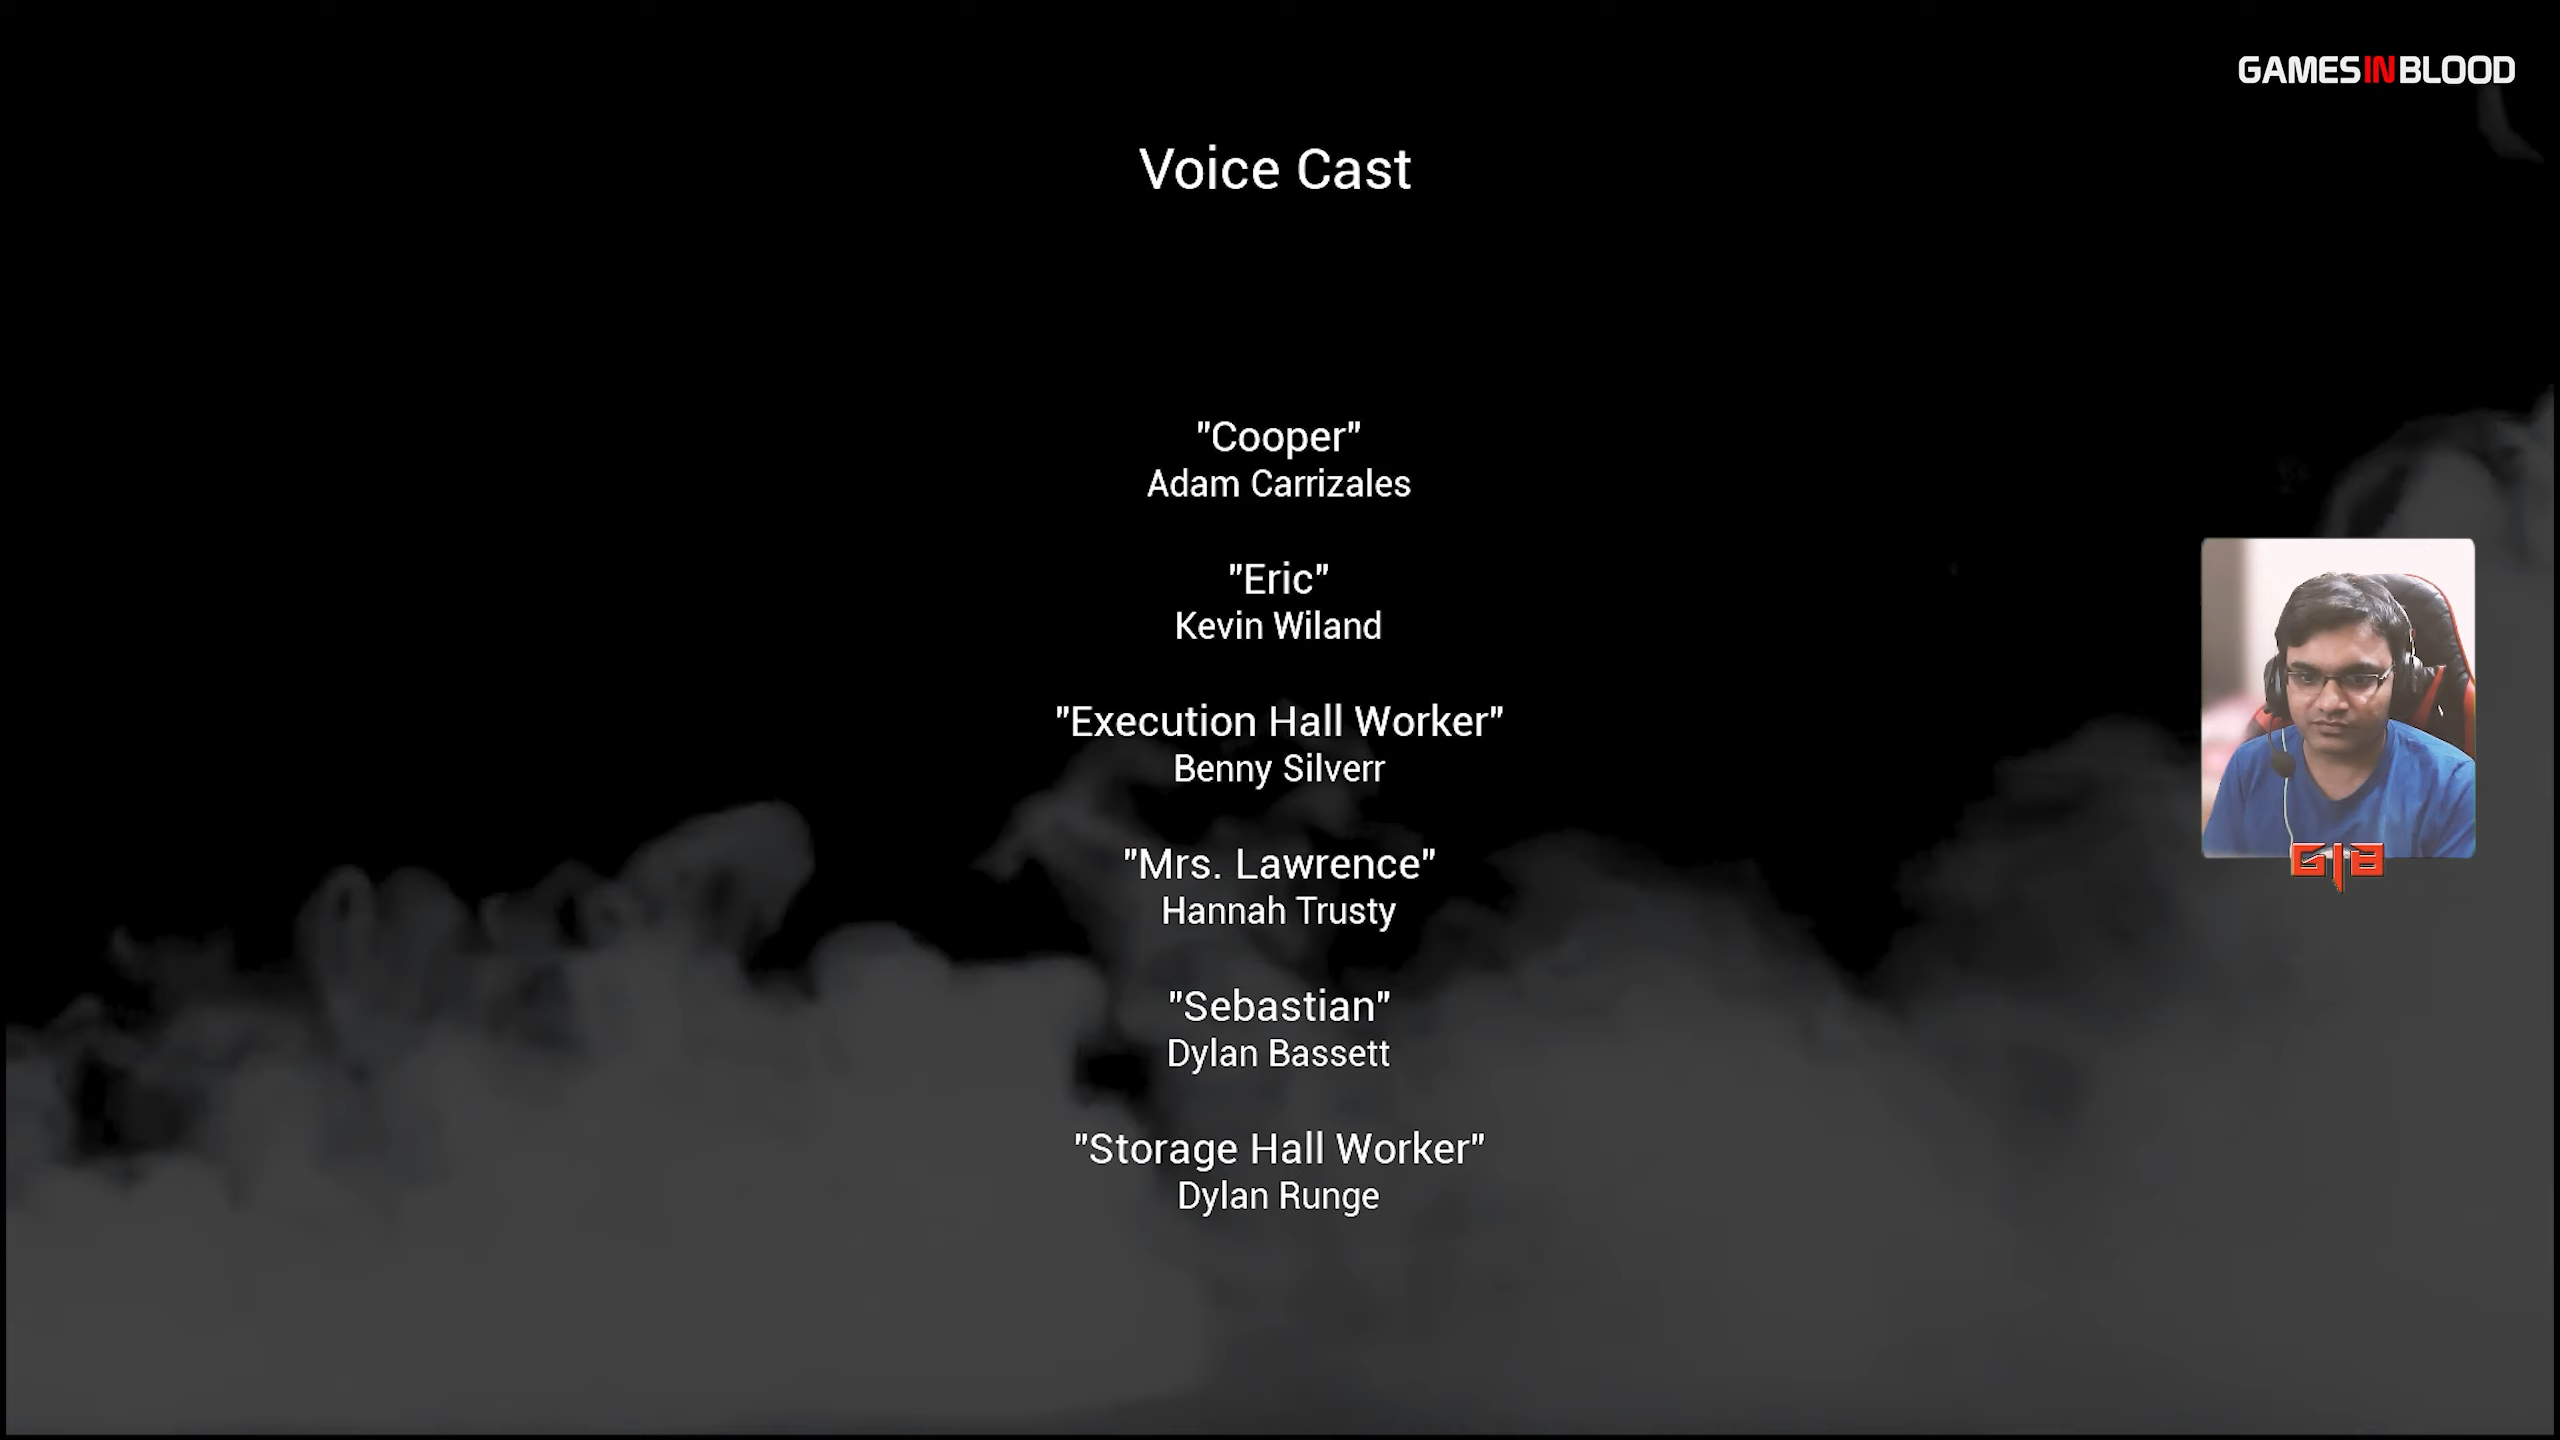 GAMESINBLOOD
Voice Cast
"Cooper"
Adam Carrizales
"Eric"
Kevin Wiland
"Execution Hall Worker"
Benny Silverr
"Mrs. Lawrence"
Hannah Trusty
"Sebastian"
Dylan Bassett
"Storage Hall Worker"
Dylan Runge
GIB